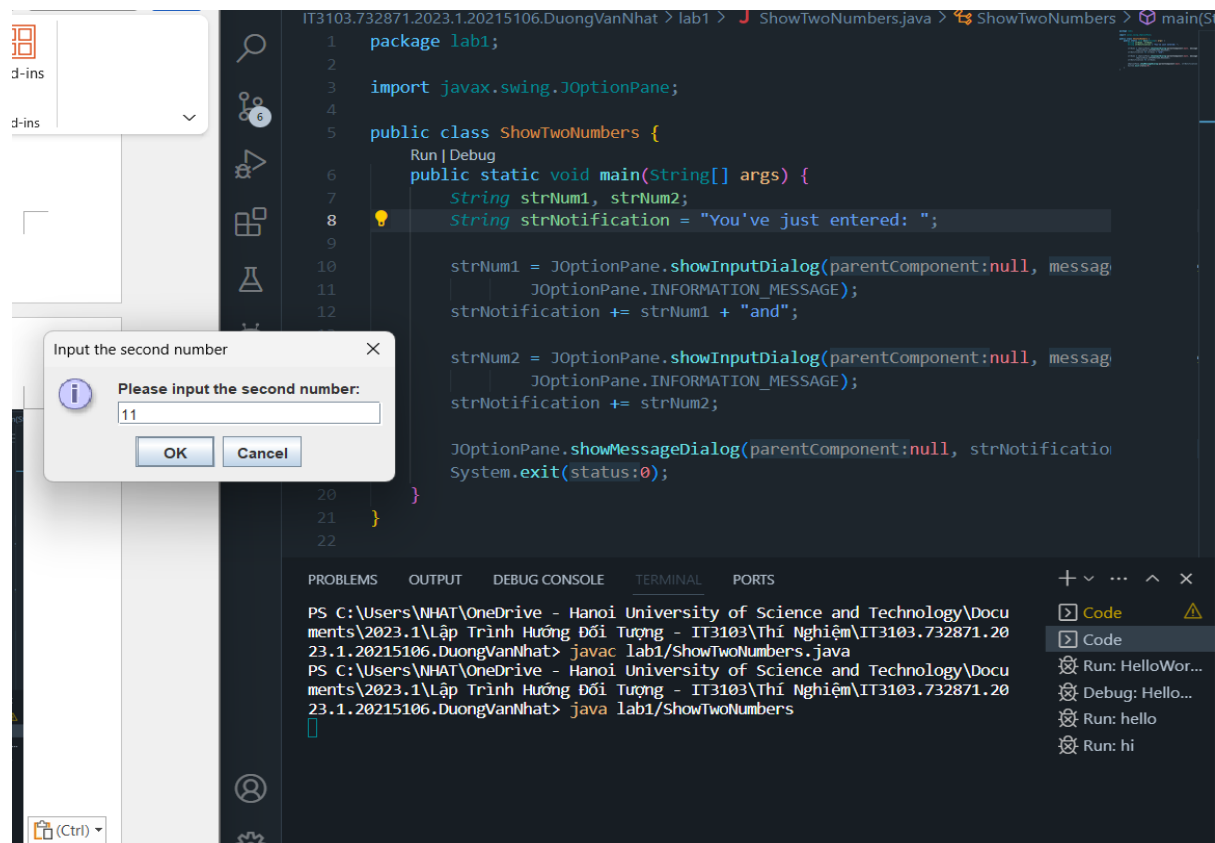 IT3103.732871.2023.1.20215106.DuongVanNhat > lab1 > J ShowTwoNumbers.java > ShowTwoNumbers > main(St
d-ins
d-ins
6
1 package lab1;
2
3 import javax.swing.JOptionPane;
4
5 public class ShowTwoNumbers {
Run | Debug
6 public static void main(String[] args) {
7 String strNum1, strNum2;
8 String strNotification = "You've just entered: ";
9
10 strNum1 = JOptionPane.showInputDialog(parentComponent:null, messag
11 JOptionPane.INFORMATION_MESSAGE);
12 strNotification += strNum1 + "and";
strNum2 = JOptionPane.showInputDialog(parentComponent:null, messag
JOptionPane.INFORMATION_MESSAGE);
strNotification += strNum2;
JOptionPane.showMessageDialog(parentComponent:null, strNotificatio
System.exit(status:0);
20 }
21 }
22
Input the second number
Please input the second number:
11
OK Cancel
PROBLEMS OUTPUT DEBUG CONSOLE TERMINAL PORTS
PS C:\Users\NHAT\OneDrive - Hanoi University of Science and Technology\Docu
ments\2023.1\Lập Trình Hướng Đối Tượng - IT3103\Thí Nghiệm\IT3103.732871.20
23.1.20215106.DuongVanNhat> javac lab1/ShowTwoNumbers.java
PS C:\Users\NHAT\OneDrive - Hanoi University of Science and Technology\Docu
ments\2023.1\Lập Trình Hướng Đối Tượng - IT3103\Thí Nghiệm\IT3103.732871.20
23.1.20215106.DuongVanNhat> java lab1/ShowTwoNumbers
Code
Code
Run: HelloWor...
Debug: Hello...
Run: hello
Run: hi
(Ctrl)